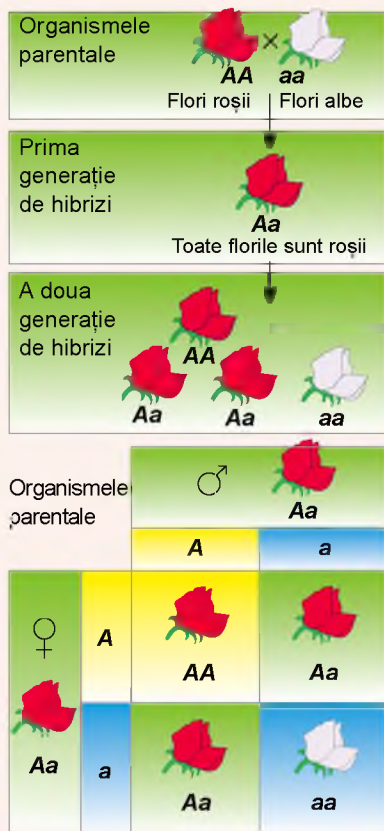 Organismele
parentale
×
AA aa
Flori roșii Flori albe
Prima
generație
de hibrizi
Aa
Toate florile sunt roșii
A doua
generație
de hibrizi
AA
Aa Aa aa
Organismele
parentale
♂
Aa
A a
♀
A
AA Aa
Aa
a
Aa aa